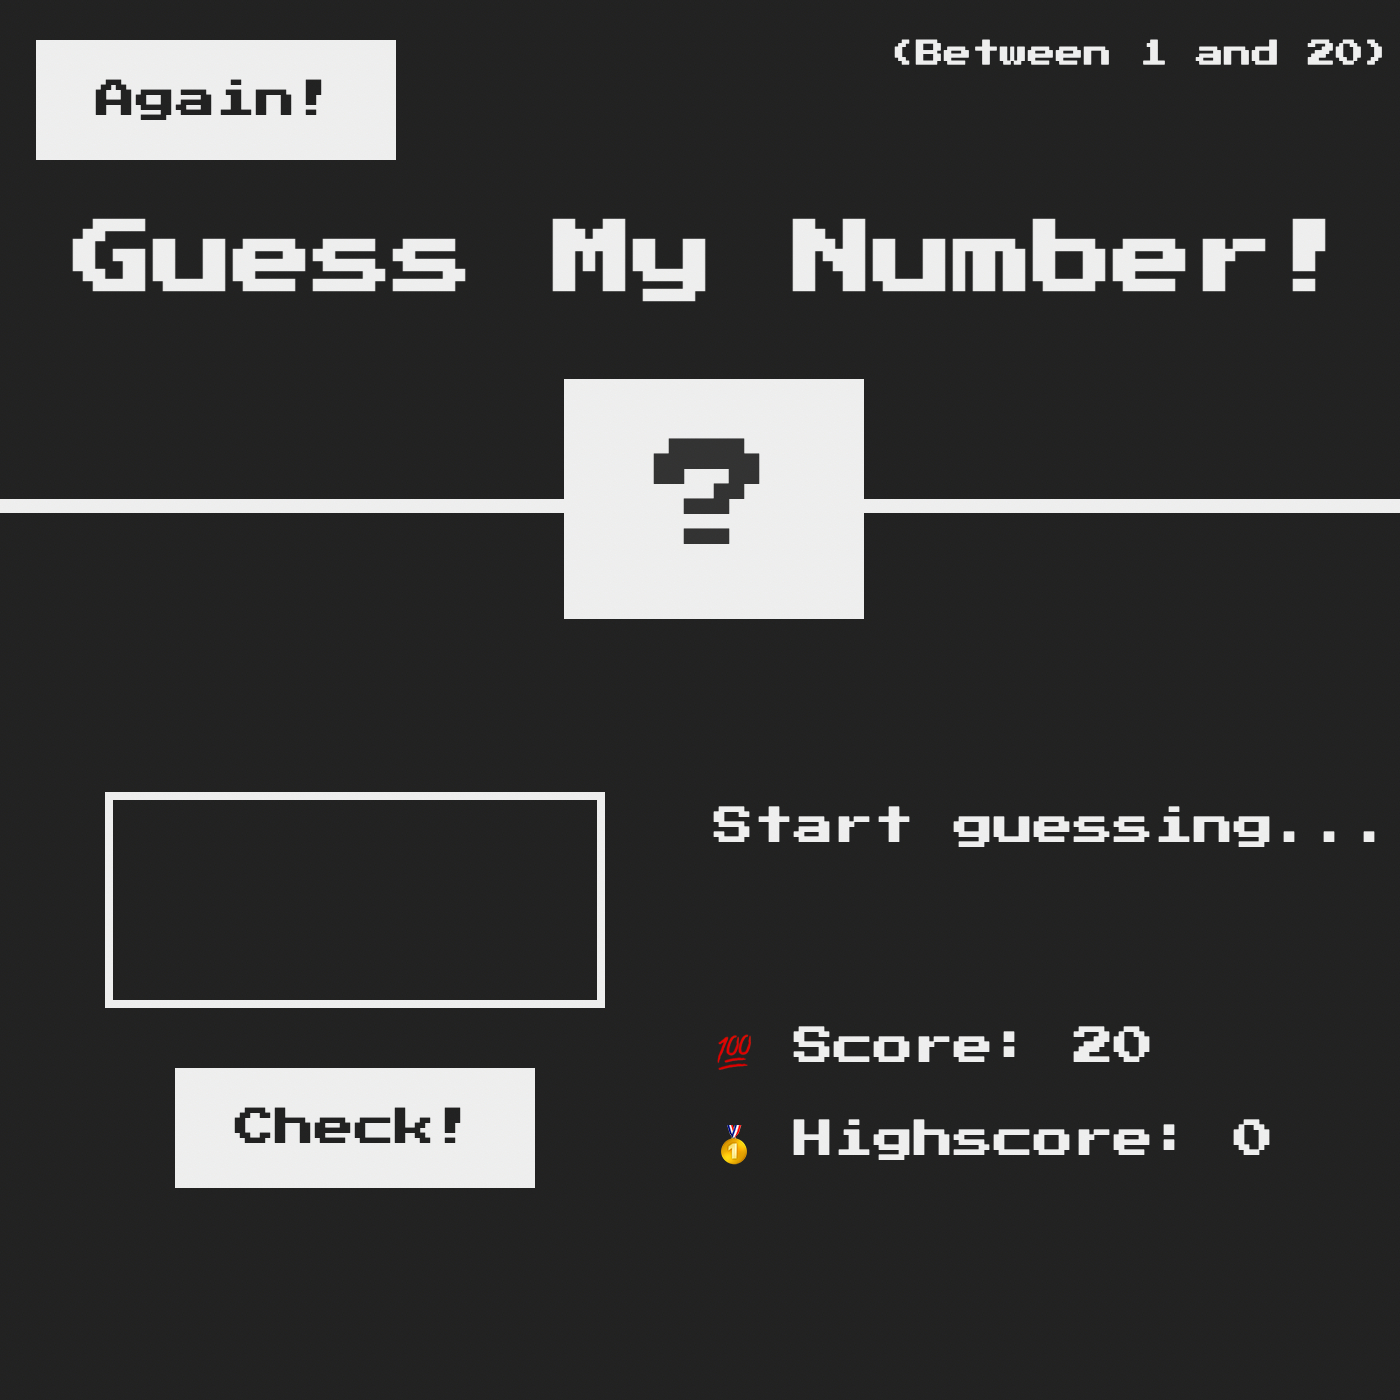 Again!
(Between 1 and 20)
Guess My Number!
?
Start guessing...
Check!
💯 Score: 20
🥇 Highscore: 0